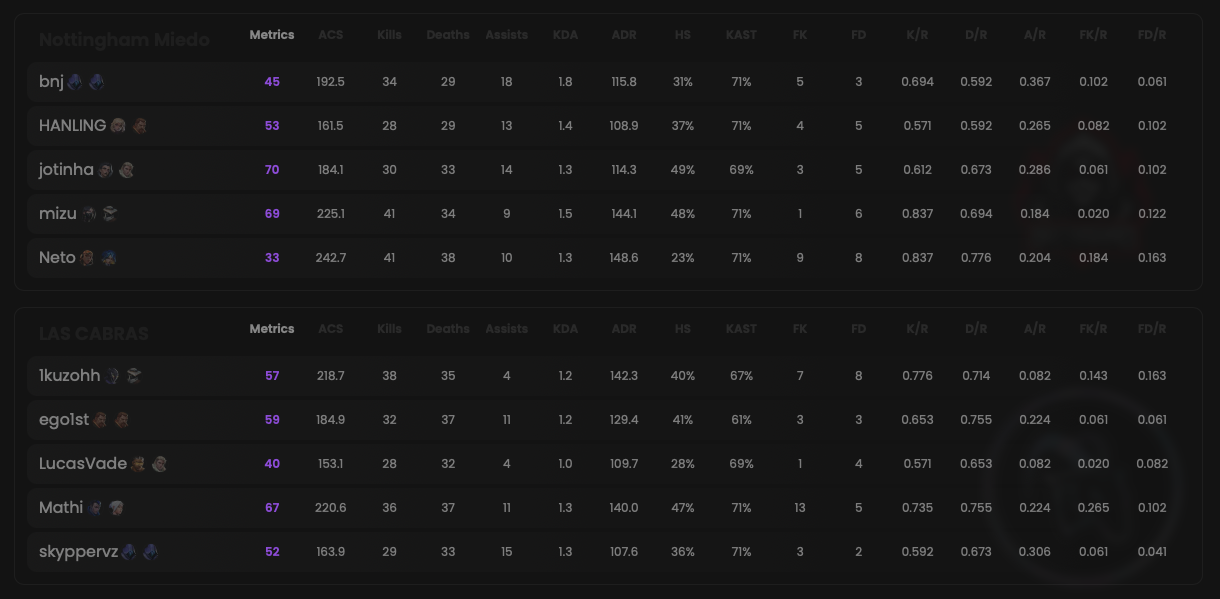 Nottingham Miedo Metrics ACS Kills Deaths Assists KDA ADR HS KAST FK FD K/R D/R A/R FK/R FD/R
bnj 45 192.5 34 29 18 1.8 115.8 31% 71% 5 3 0.694 0.592 0.367 0.102 0.061
HANLING 53 161.5 28 29 13 1.4 108.9 37% 71% 4 5 0.571 0.592 0.265 0.082 0.102
jotinha 70 184.1 30 33 14 1.3 114.3 49% 69% 3 5 0.612 0.673 0.286 0.061 0.102
mizu 69 225.1 41 34 9 1.5 144.1 48% 71% 1 6 0.837 0.694 0.184 0.020 0.122
Neto 33 242.7 41 38 10 1.3 148.6 23% 71% 9 8 0.837 0.776 0.204 0.184 0.163
LAS CABRAS Metrics ACS Kills Deaths Assists KDA ADR HS KAST FK FD K/R D/R A/R FK/R FD/R
1kuzohh 57 218.7 38 35 4 1.2 142.3 40% 67% 7 8 0.776 0.714 0.082 0.143 0.163
ego1st 59 184.9 32 37 11 1.2 129.4 41% 61% 3 3 0.653 0.755 0.224 0.061 0.061
LucasVade 40 153.1 28 32 4 1.0 109.7 28% 69% 1 4 0.571 0.653 0.082 0.020 0.082
Mathi 67 220.6 36 37 11 1.3 140.0 47% 71% 13 5 0.735 0.755 0.224 0.265 0.102
skyppervz 52 163.9 29 33 15 1.3 107.6 36% 71% 3 2 0.592 0.673 0.306 0.061 0.041